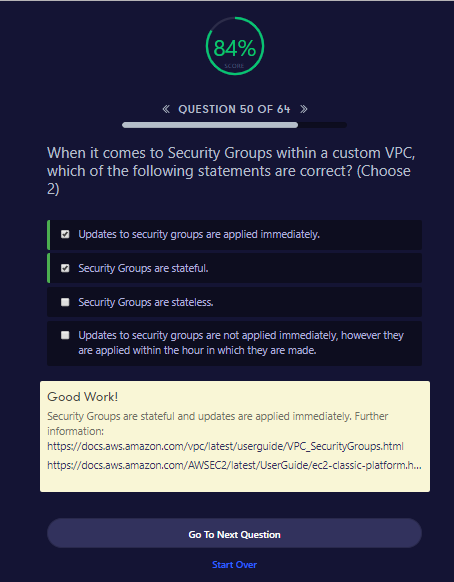 84%
SCORE
« QUESTION 50 OF 64 »
When it comes to Security Groups within a custom VPC,
which of the following statements are correct? (Choose
2)
Updates to security groups are applied immediately.
Security Groups are stateful.
Security Groups are stateless.
Updates to security groups are not applied immediately, however they
are applied within the hour in which they are made.
Good Work!
Security Groups are stateful and updates are applied immediately. Further
information:
https://docs.aws.amazon.com/vpc/latest/userguide/VPC_SecurityGroups.html
https://docs.aws.amazon.com/AWSEC2/latest/UserGuide/ec2-classic-platform.h...
Go To Next Question
Start Over